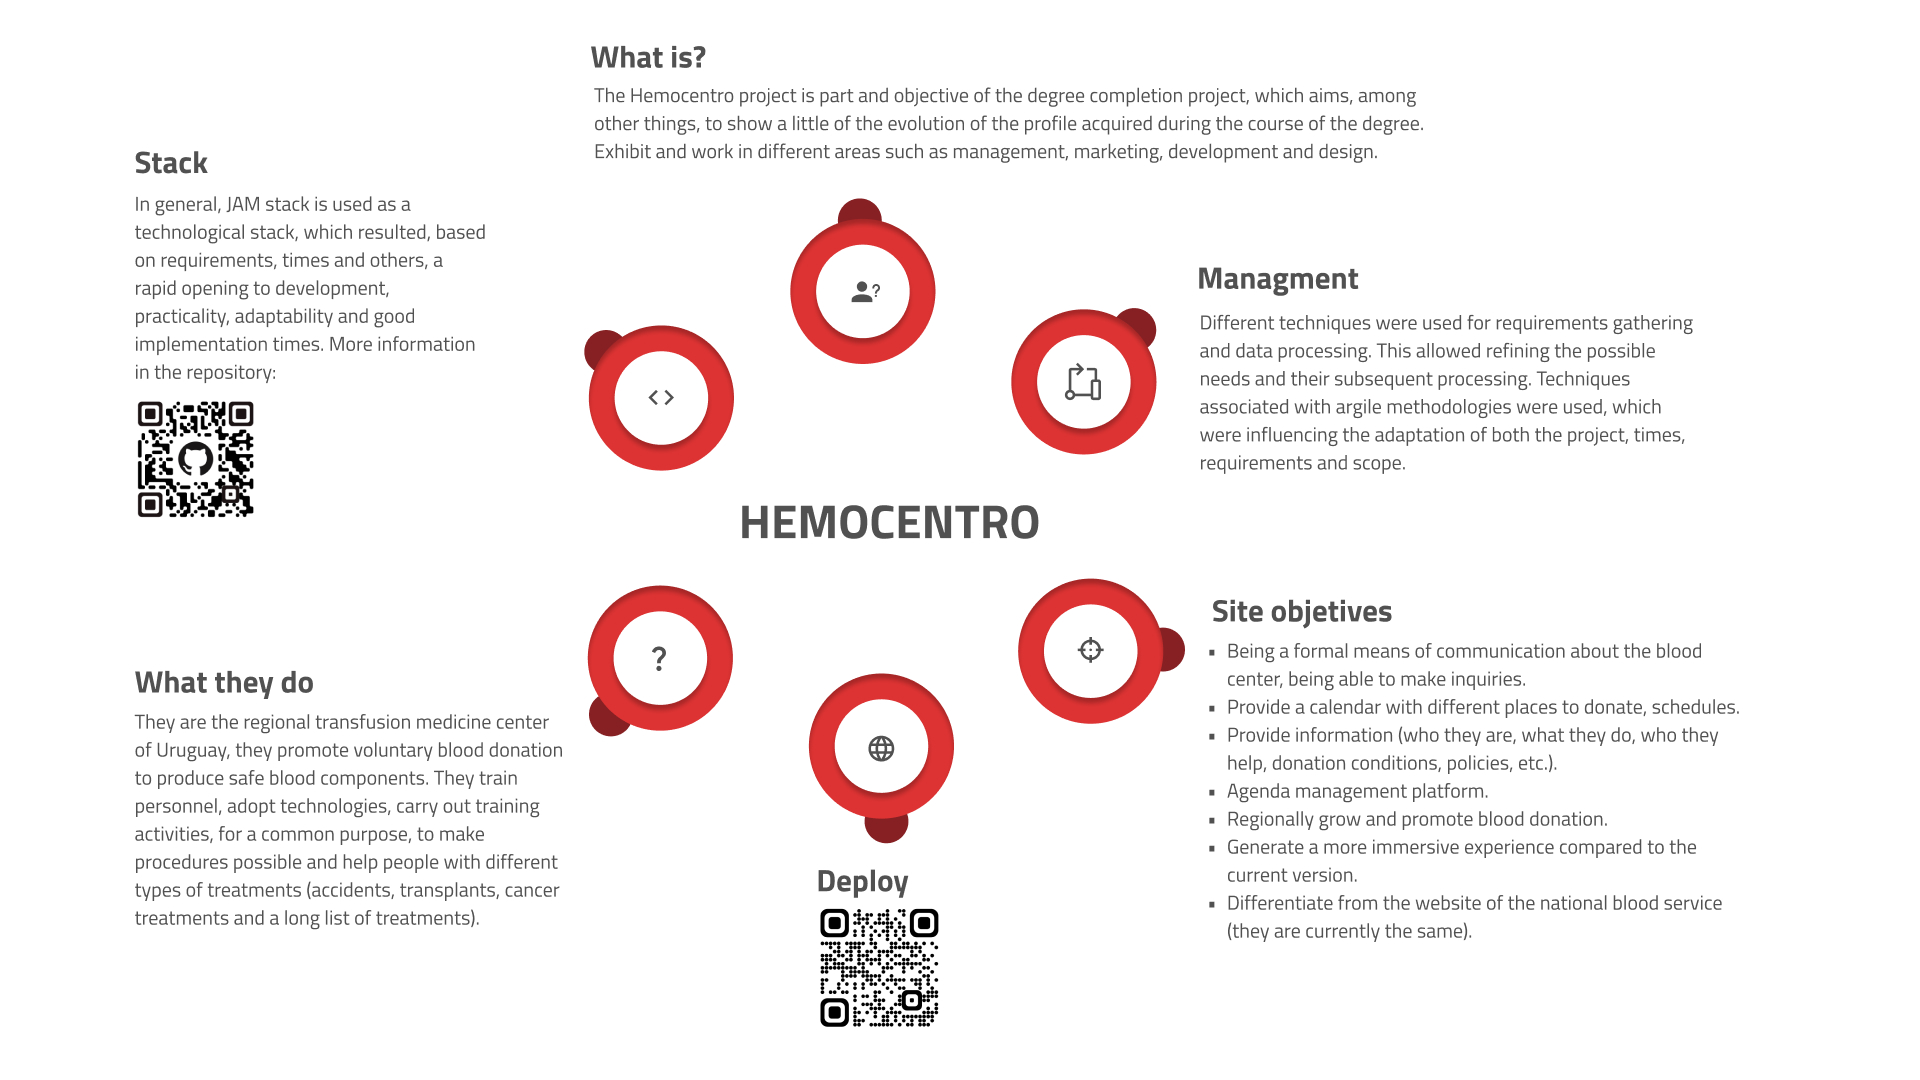 What is?
The Hemocentro project is part and objective of the degree completion project, which aims, among
other things, to show a little of the evolution of the profile acquired during the course of the degree.
Exhibit and work in different areas such as management, marketing, development and design.
Stack
In general, JAM stack is used as a
technological stack, which resulted, based
on requirements, times and others, a
rapid opening to development,
practicality, adaptability and good
implementation times. More information
in the repository:
?
Managment
Different techniques were used for requirements gathering
and data processing. This allowed refining the possible
needs and their subsequent processing. Techniques
associated with argile methodologies were used, which
were influencing the adaptation of both the project, times,
requirements and scope.
<>
HEMOCENTRO
?
What they do
They are the regional transfusion medicine center
of Uruguay, they promote voluntary blood donation
to produce safe blood components. They train
personnel, adopt technologies, carry out training
activities, for a common purpose, to make
procedures possible and help people with different
types of treatments (accidents, transplants, cancer
treatments and a long list of treatments).
Site objetives
▪ Being a formal means of communication about the blood
center, being able to make inquiries.
▪ Provide a calendar with different places to donate, schedules.
▪ Provide information (who they are, what they do, who they
help, donation conditions, policies, etc.).
▪ Agenda management platform.
▪ Regionally grow and promote blood donation.
▪ Generate a more immersive experience compared to the
current version.
▪ Differentiate from the website of the national blood service
(they are currently the same).
Deploy